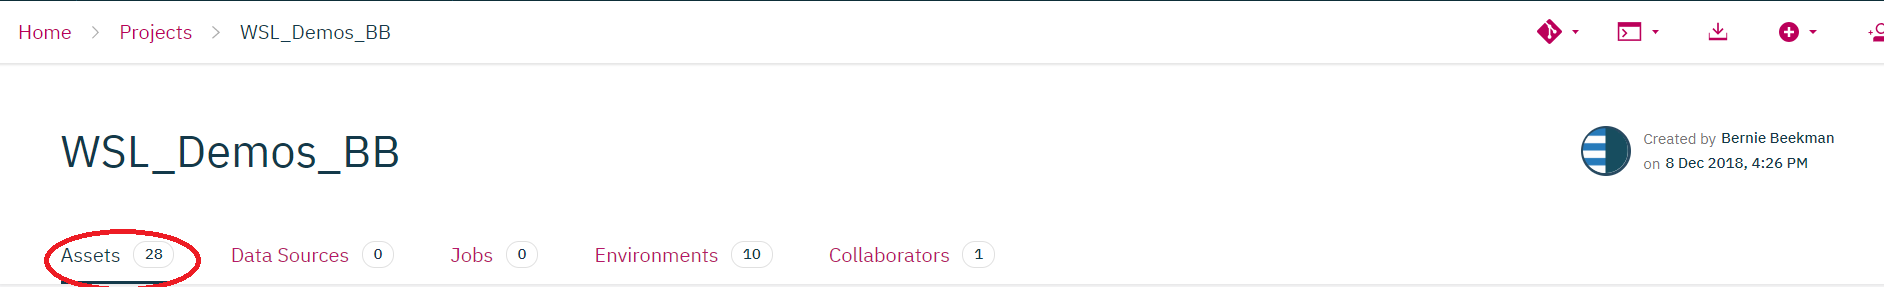 Home > Projects > WSL_Demos_BB
WSL_Demos_BB
Created by Bernie Beekman
on 8 Dec 2018, 4:26 PM
Assets 28 Data Sources 0 Jobs 0 Environments 10 Collaborators 1